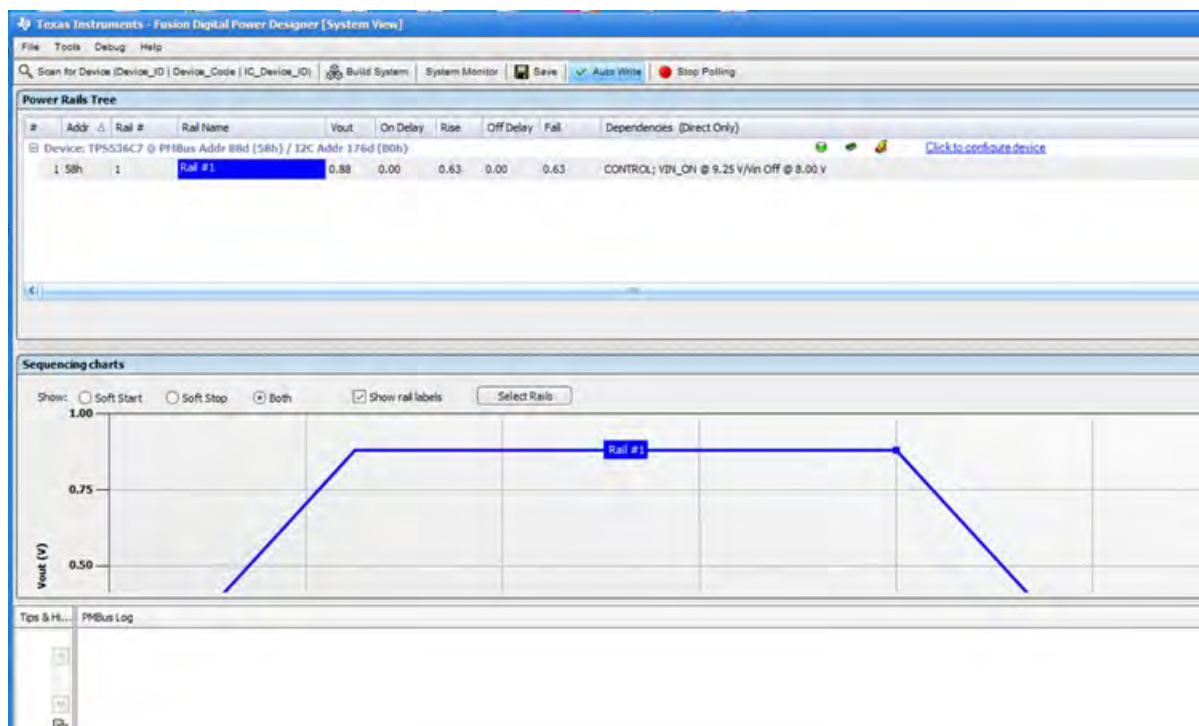 Texas Instruments - Fusion Digital Power Designer [System View]
File Tools Debug Help
Scan for Device (Device_ID | Device_Code | IC_Device_ID) Build System System Monitor Save Auto Write Stop Polling
Power Rails Tree
# Addr Rail # Rail Name Vout On Delay Rise Off Delay Fall Dependencies (Direct Only)
Device: TPS536C7 @ PMBus Addr 88d (58h) / I2C Addr 176d (B0h) Click to configure device
1 58h 1 Rail #1 0.88 0.00 0.63 0.00 0.63 CONTROL; VIN_ON @ 9.25 V/Vin Off @ 8.00 V
Sequencing charts
Show: Soft Start Soft Stop Both Show rail labels Select Rails
1.00
Rail #1
0.75
0.50
Vout (V)
Tips & Hi... PMBus Log